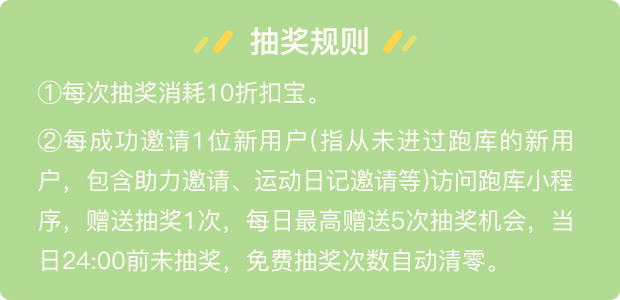 抽奖规则
①每次抽奖消耗10折扣宝。
②每成功邀请1位新用户(指从未进过跑库的新用
户，包含助力邀请、运动日记邀请等)访问跑库小程
序，赠送抽奖1次，每日最高赠送5次抽奖机会，当
日24:00前未抽奖，免费抽奖次数自动清零。